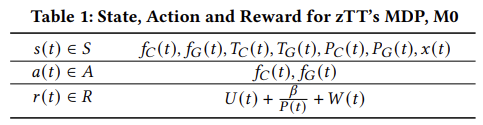 Table 1: State, Action and Reward for zTT's MDP, M0
s(t) ∈ S f_C(t), f_G(t), T_C(t), T_G(t), P_C(t), P_G(t), x(t)
a(t) ∈ A f_C(t), f_G(t)
r(t) ∈ R U(t) + β/P(t) + W(t)